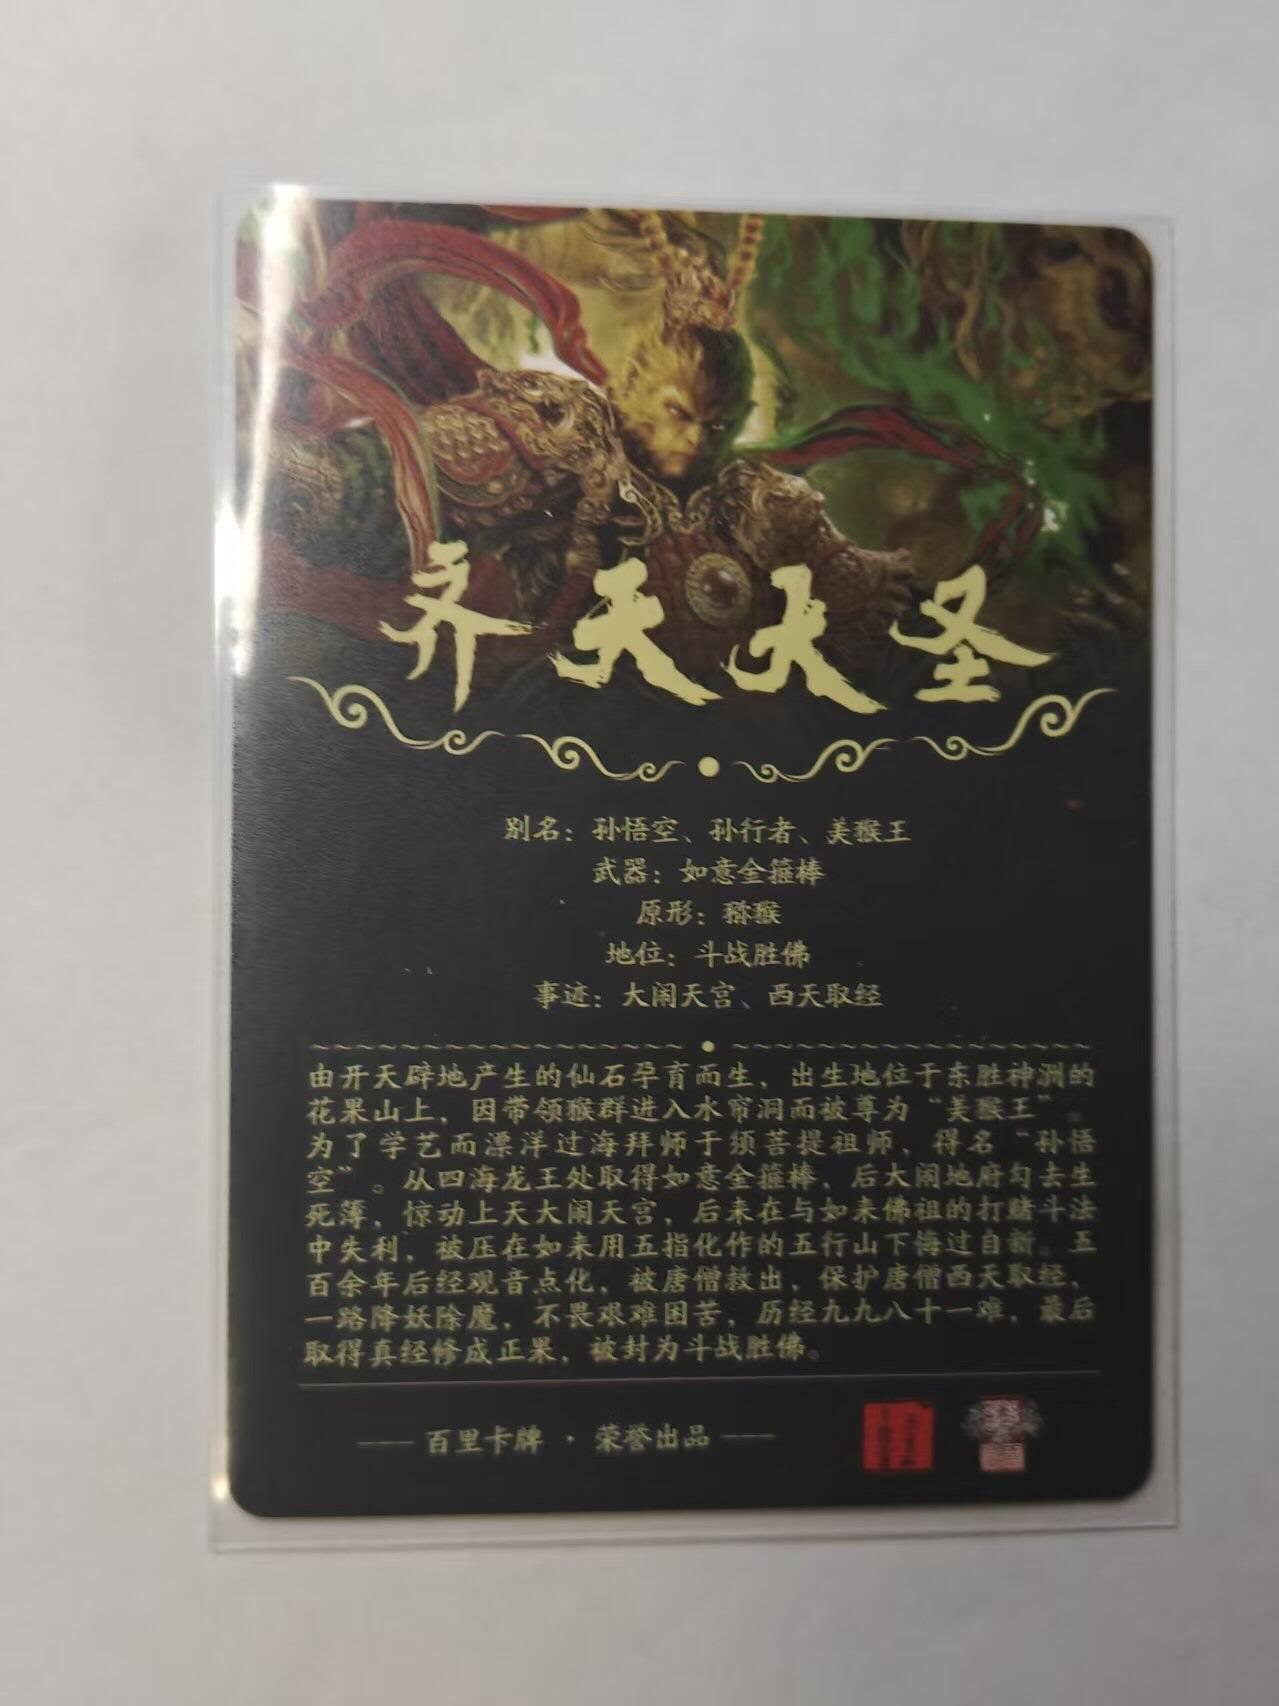 齐天大圣
别名：孙悟空、孙行者、美猴王
武器：如意金箍棒
原形：猕猴
地位：斗战胜佛
事迹：大闹天宫、西天取经
由开天辟地产生的仙石孕育而生，出生地位于东胜神洲的
花果山上，因带领猴群进入水帘洞而被尊为“美猴王”。
为了学艺而漂洋过海拜师于须菩提祖师，得名“孙悟
空”。从四海龙王处取得如意金箍棒，后大闹地府勾去生
死薄，惊动上天大闹天宫，后来在与如来佛祖的打赌斗法
中失利，被压在如来用五指化作的五行山下悔过自新。五
百余年后经观音点化，被唐僧救出，保护唐僧西天取经，
一路降妖除魔，不畏艰难困苦，历经九九八十一难，最后
取得真经修成正果，被封为斗战胜佛。
——百里卡牌 · 荣誉出品——